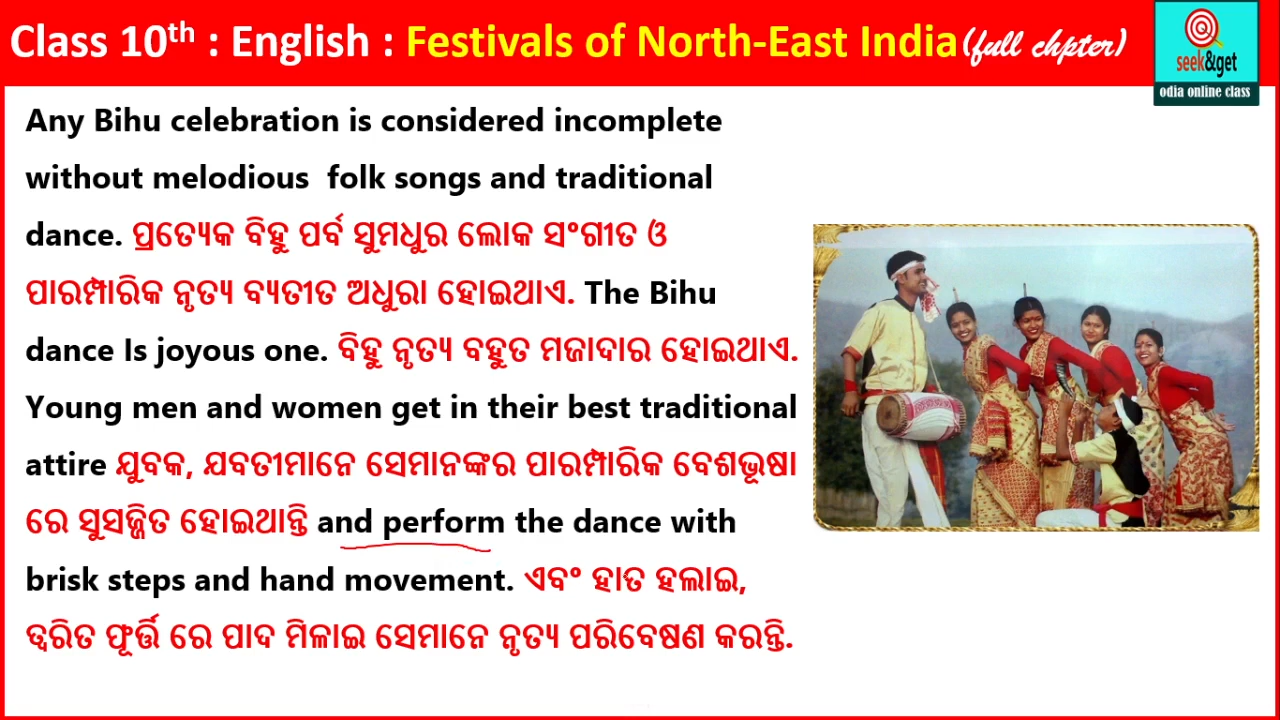 Class 10th : English : Festivals of North-East India (full chpter)
seek&get
odia online class
Any Bihu celebration is considered incomplete
without melodious folk songs and traditional
dance. ପ୍ରତ୍ୟେକ ବିହୁ ପର୍ବ ସୁମଧୁର ଲୋକ ସଂଗୀତ ଓ
ପାରମ୍ପାରିକ ନୃତ୍ୟ ବ୍ୟତୀତ ଅଧୁରା ହୋଇଥାଏ. The Bihu
dance Is joyous one. ବିହୁ ନୃତ୍ୟ ବହୁତ ମଜାଦାର ହୋଇଥାଏ.
Young men and women get in their best traditional
attire ଯୁବକ, ଯବତୀମାନେ ସେମାନଙ୍କର ପାରମ୍ପାରିକ ବେଶଭୂଷା
ରେ ସୁସଜ୍ଜିତ ହୋଇଥାନ୍ତି and perform the dance with
brisk steps and hand movement. ଏବଂ ହାତ ହଲାଇ,
ତ୍ୱରିତ ଫୂର୍ତ୍ତି ରେ ପାଦ ମିଳାଇ ସେମାନେ ନୃତ୍ୟ ପରିବେଷଣ କରନ୍ତି.